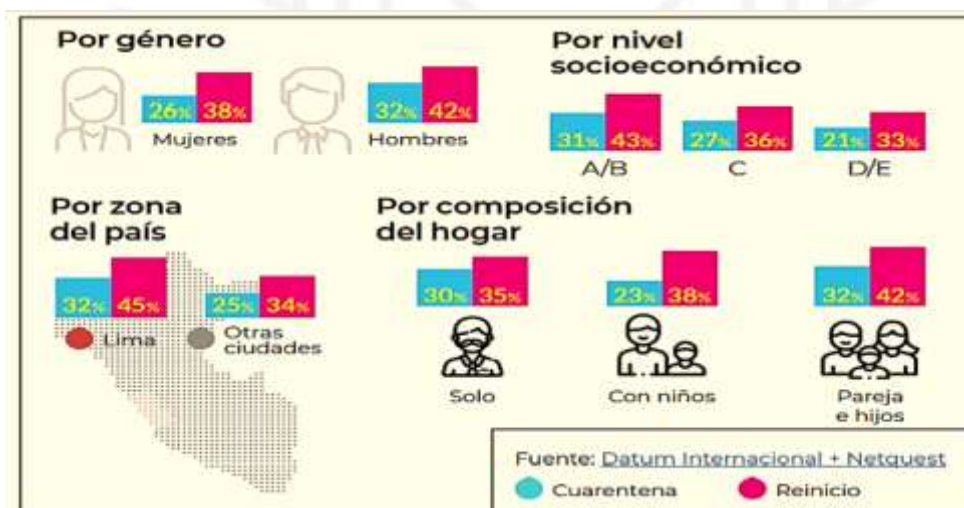 Por género
26% 38%
Mujeres
32% 42%
Hombres
Por nivel
socioeconómico
31% 43%
A/B
27% 36%
C
21% 33%
D/E
Por zona
del país
32% 45%
Lima
25% 34%
Otras
ciudades
Por composición
del hogar
30% 35%
Solo
23% 38%
Con niños
32% 42%
Pareja
e hijos
Fuente: Datum Internacional + Netquest
Cuarentena Reinicio